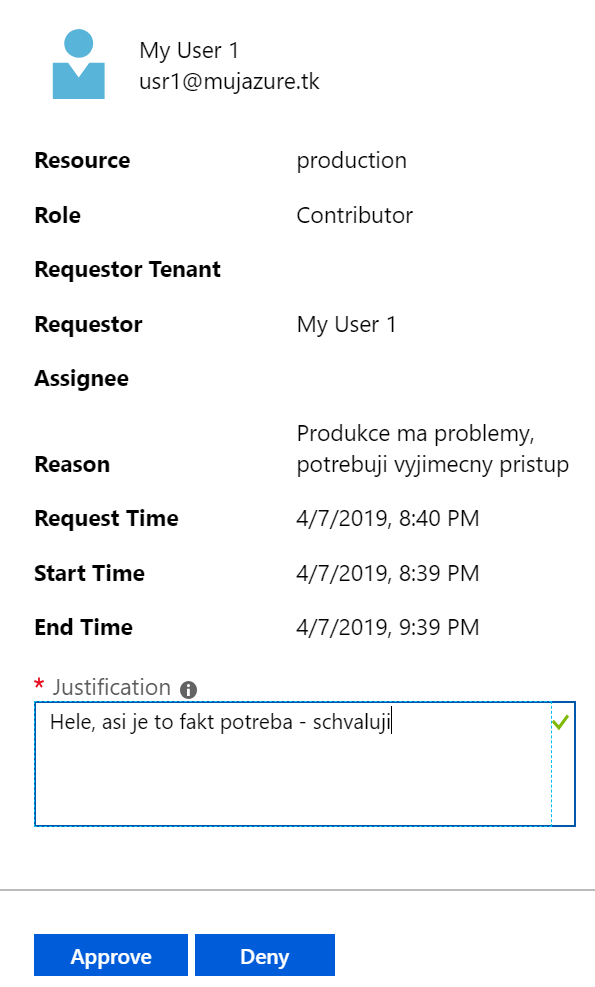 My User 1
usr1@mujazure.tk
Resource production
Role Contributor
Requestor Tenant
Requestor My User 1
Assignee
Produkce ma problemy,
Reason potrebuji vyjimecny pristup
Request Time 4/7/2019, 8:40 PM
Start Time 4/7/2019, 8:39 PM
End Time 4/7/2019, 9:39 PM
* Justification
Hele, asi je to fakt potreba - schvaluji
Approve Deny